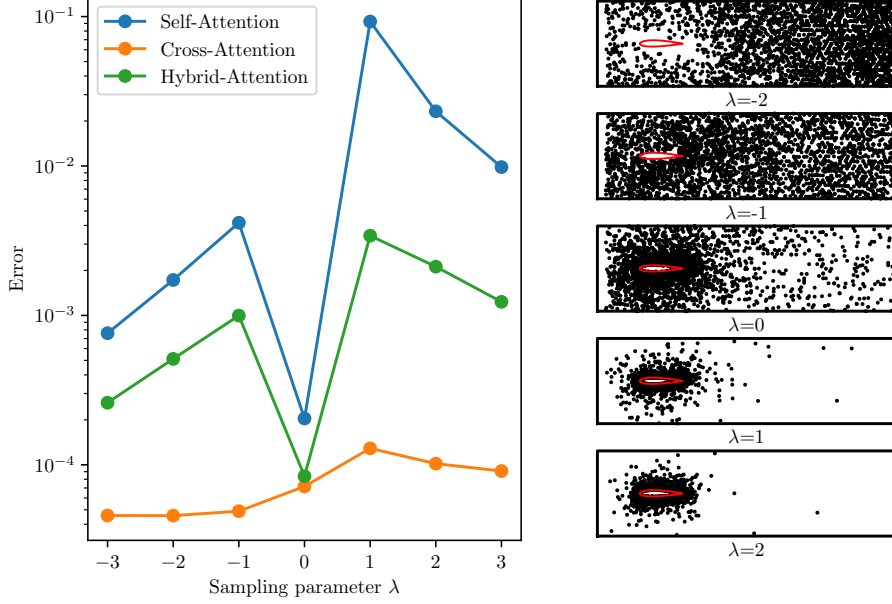 10⁻¹
10⁻²
10⁻³
10⁻⁴
Error
Self-Attention
Cross-Attention
Hybrid-Attention
−3 −2 −1 0 1 2 3
Sampling parameter λ
λ=-2
λ=-1
λ=0
λ=1
λ=2